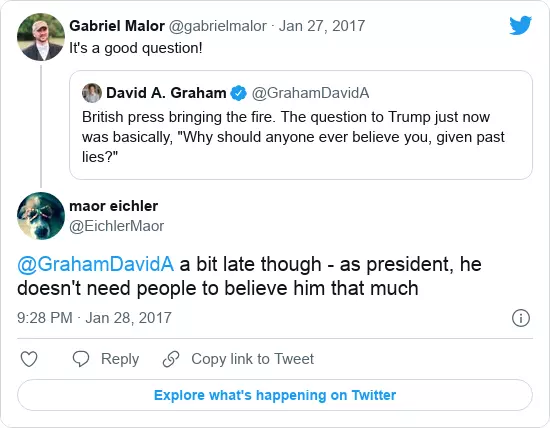 Gabriel Malor @gabrielmalor · Jan 27, 2017
It's a good question!
David A. Graham @GrahamDavidA
British press bringing the fire. The question to Trump just now
was basically, "Why should anyone ever believe you, given past
lies?"
maor eichler
@EichlerMaor
@GrahamDavidA a bit late though - as president, he
doesn't need people to believe him that much
9:28 PM · Jan 28, 2017
Reply Copy link to Tweet
Explore what's happening on Twitter